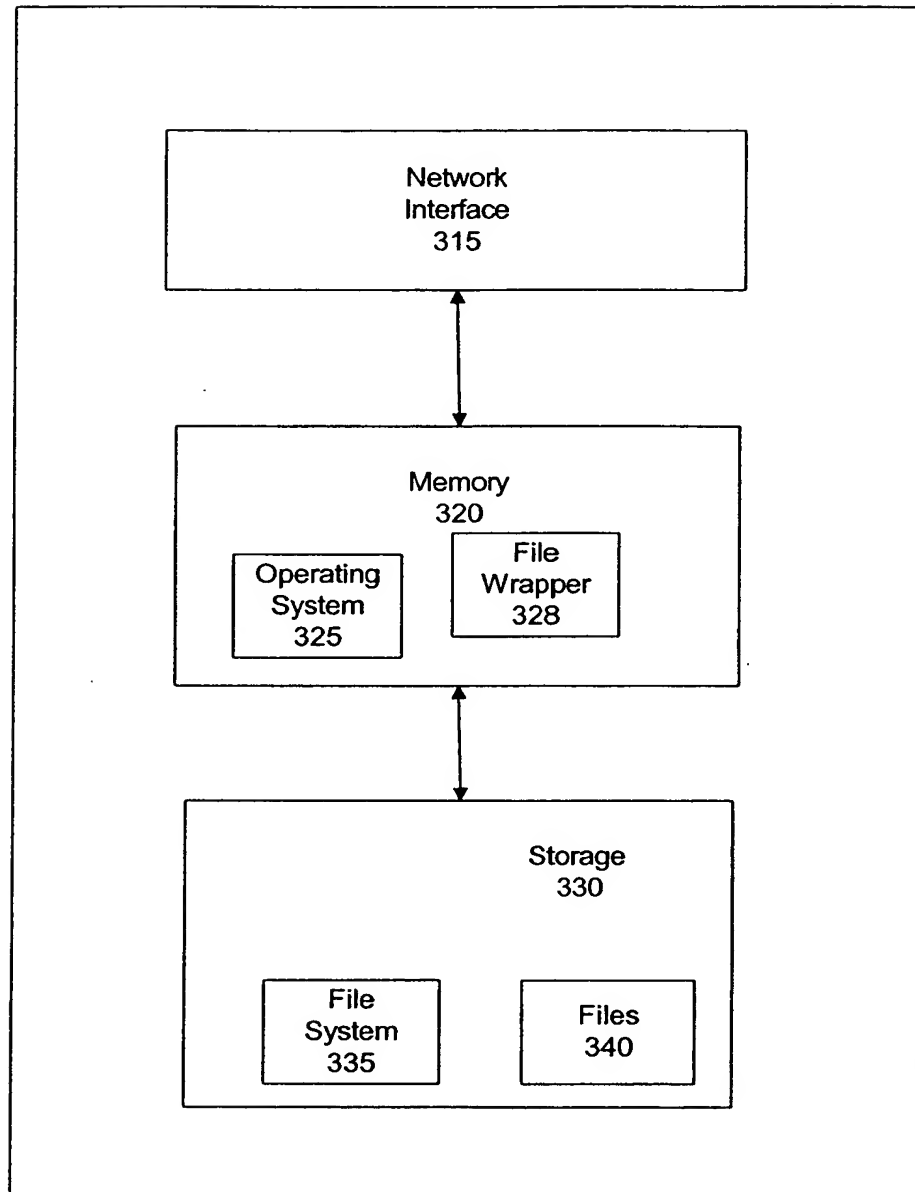 Network
Interface
315
Memory
320
Operating
System
325
File
Wrapper
328
Storage
330
File
System
335
Files
340